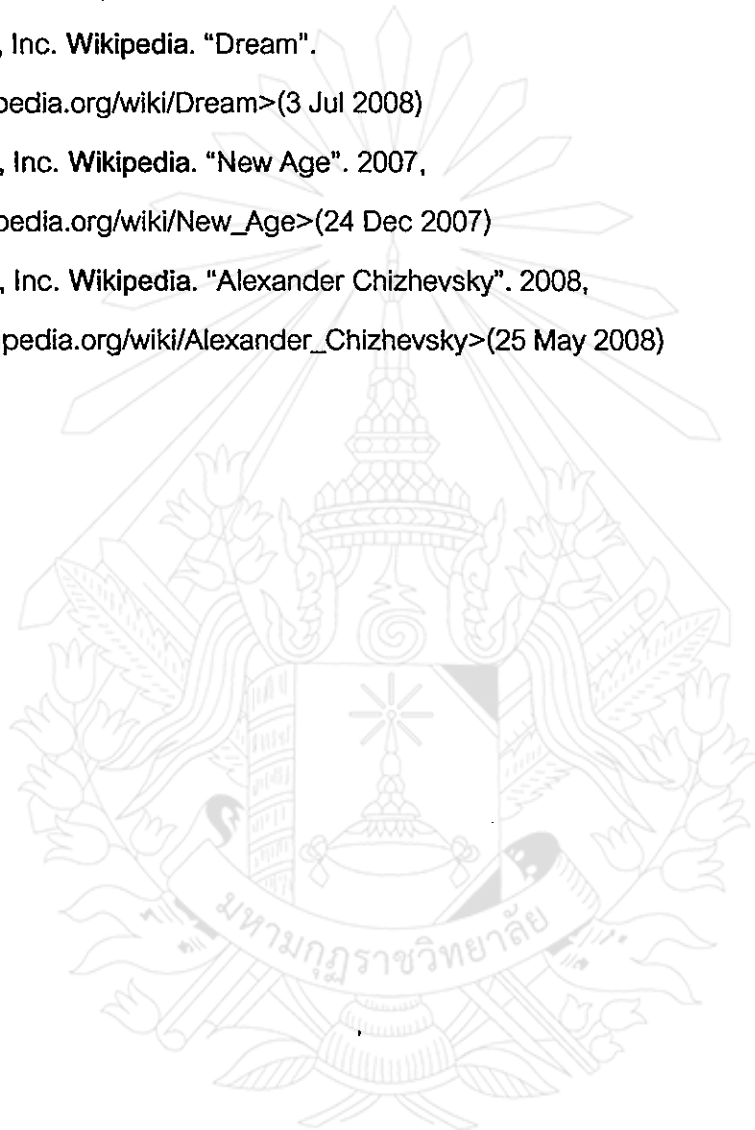 , Inc. Wikipedia. “Dream”.
pedia.org/wiki/Dream>(3 Jul 2008)
, Inc. Wikipedia. “New Age”. 2007,
pedia.org/wiki/New_Age>(24 Dec 2007)
, Inc. Wikipedia. “Alexander Chizhevsky”. 2008,
pedia.org/wiki/Alexander_Chizhevsky>(25 May 2008)
มหามกุฏราชวิทยาลัย